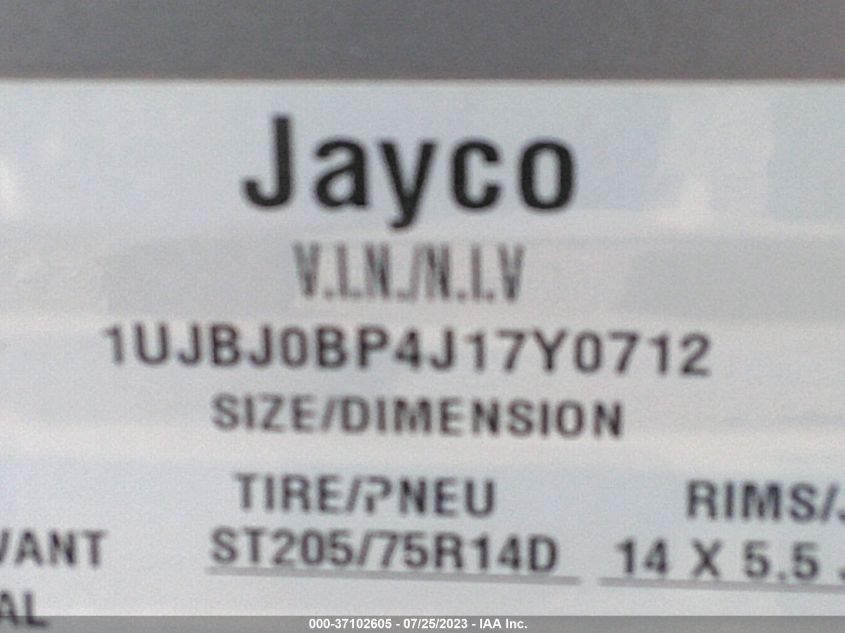 Jayco
V.I.N./N.I.V
1UJBJ0BP4J17Y0712
SIZE/DIMENSION
TIRE/PNEU RIMS/J
VANT ST205/75R14D 14 X 5.5 J
AL
000-37102605 - 07/25/2023 - IAA Inc.